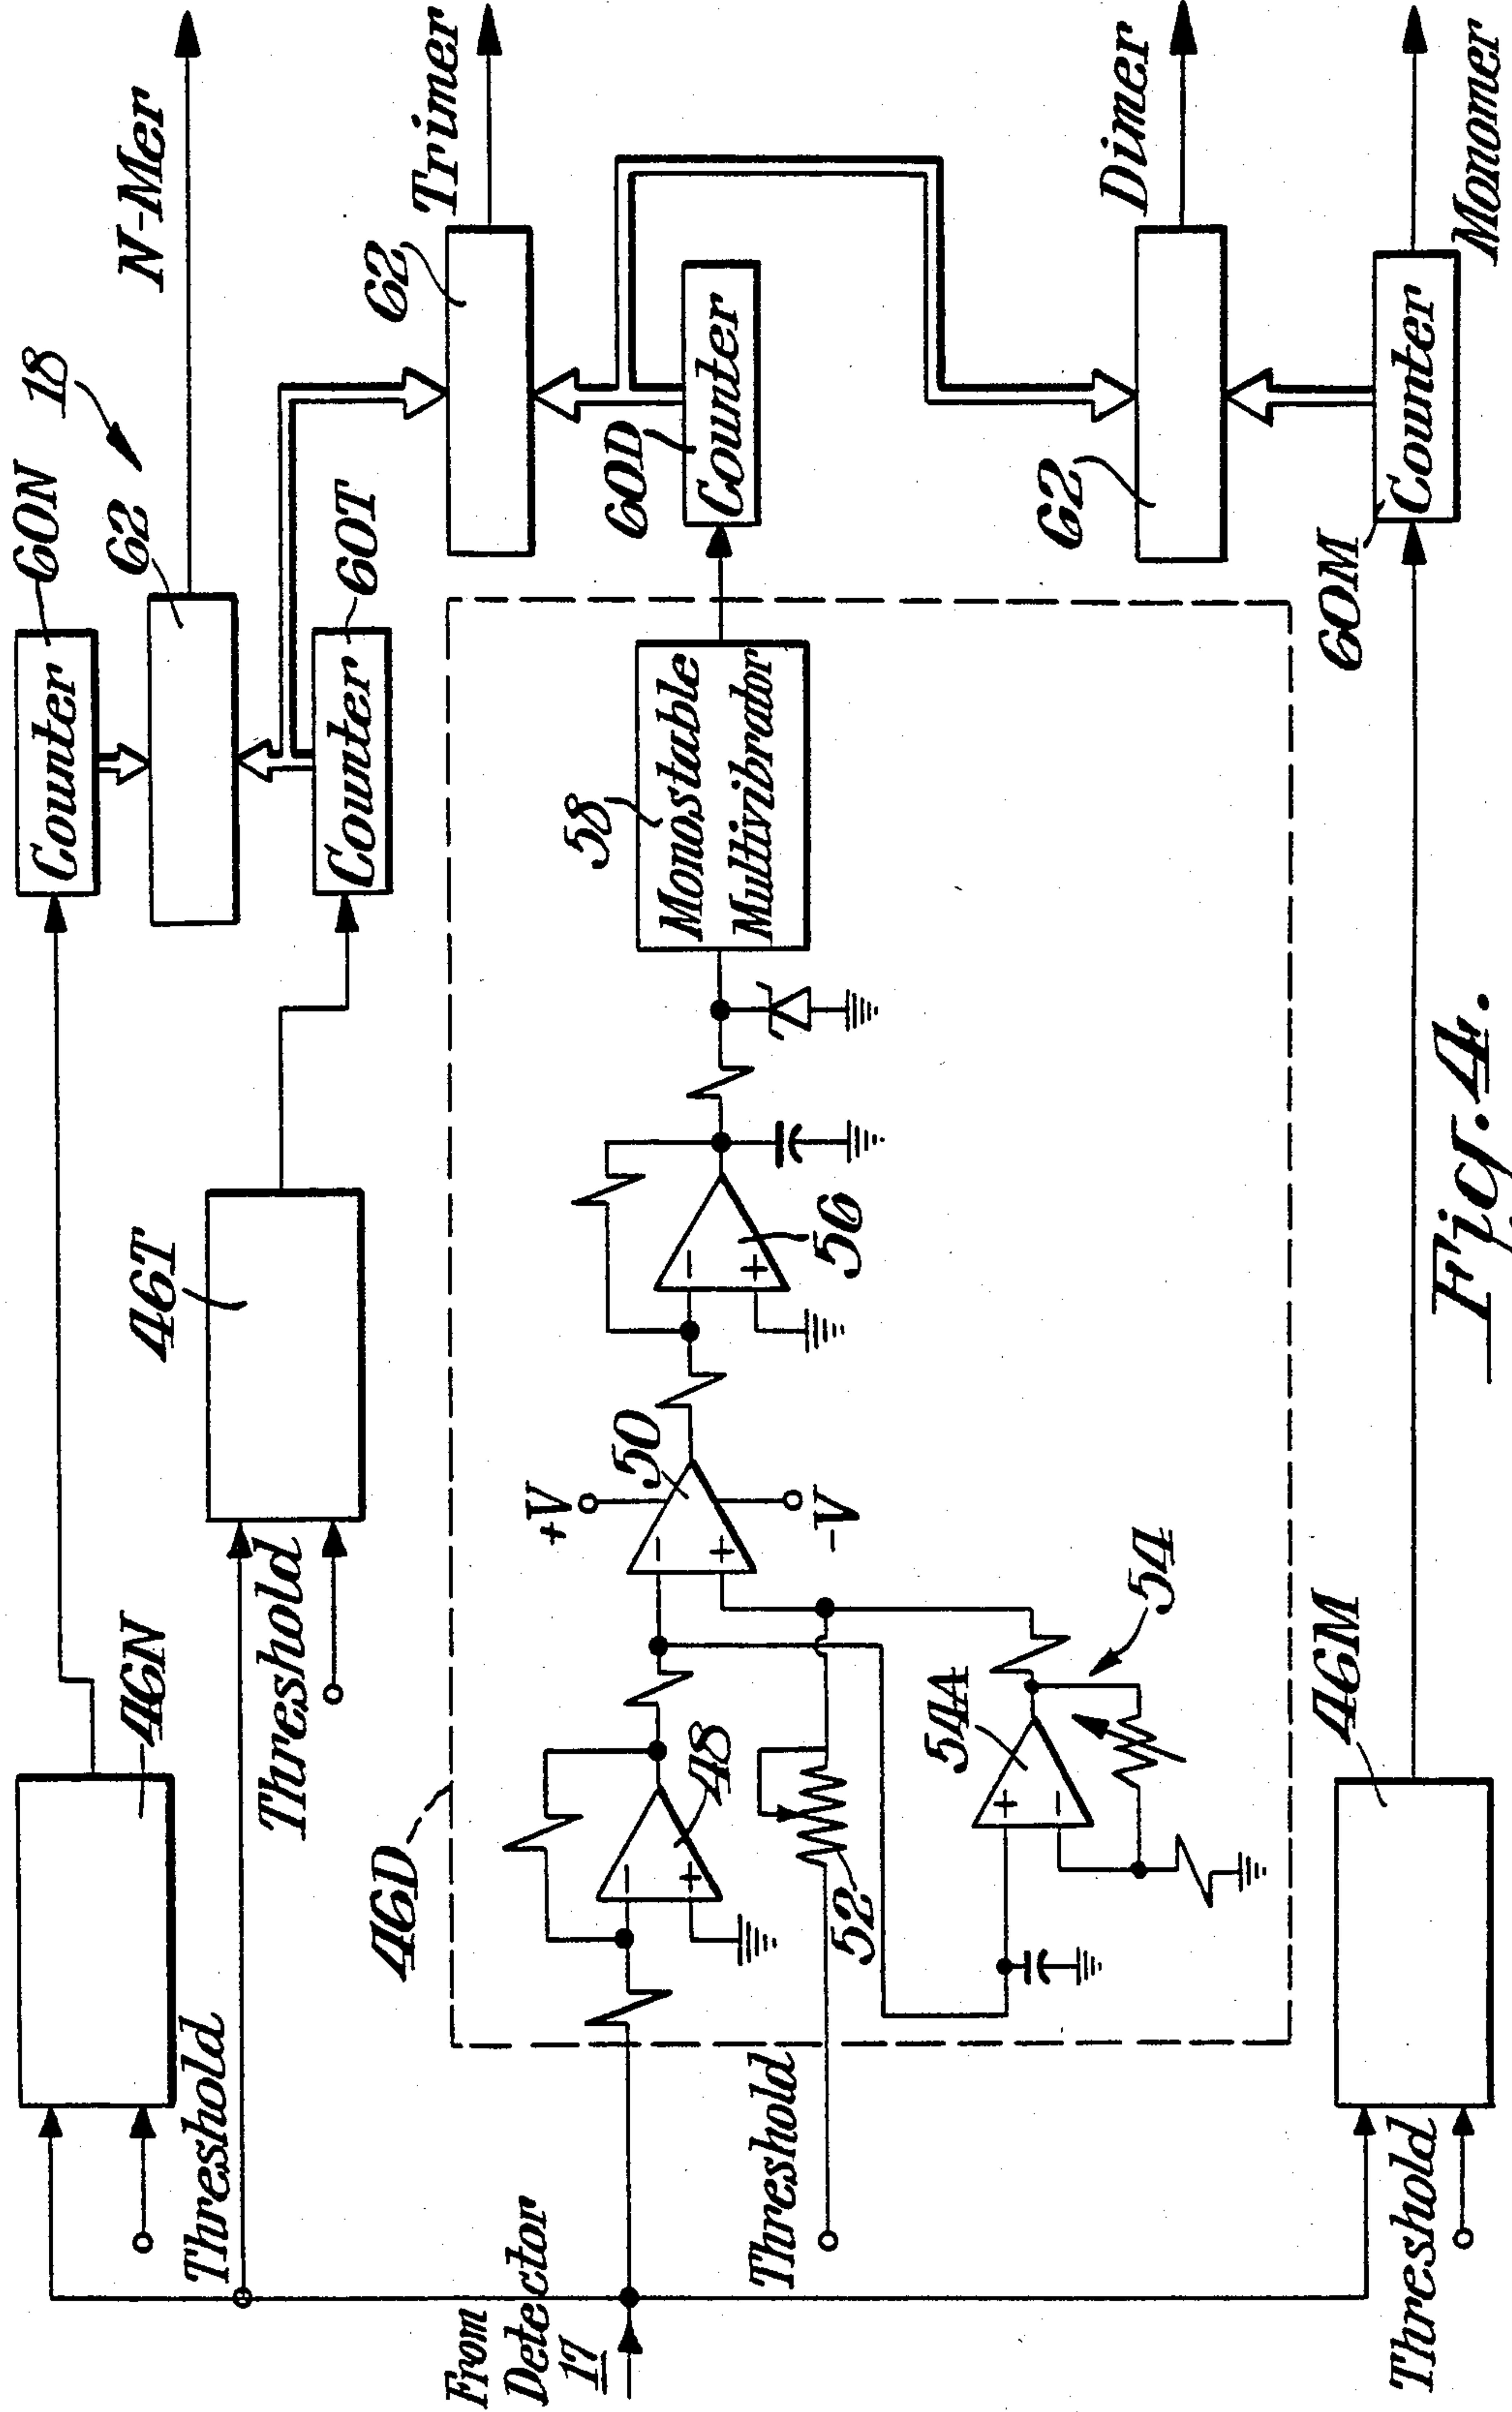 60N
18
N-Mer
Counter
62
60T
Counter
62
Trimer
46N
46T
Threshold
Threshold
46D
58
Monostable
Multivibrador
60D
Counter
+V
50
-V
-
+
-
+
56
-
+
48
From
Detector
17
Threshold
52
54A
54
+
-
62
Dimer
46M
60M
Counter
Monomer
Threshold
Fig. 4.